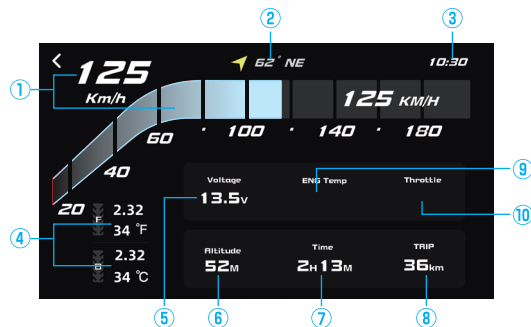 ② ③
125 62° NE 10:30
① Km/h 125 KM/H
60 · 100 · 140 · 180
40
Voltage ENG Temp Throttle ⑨
13.5V ⑩
20
F 2.32
34 °F
④
2.32
34 °C
Altitude Time TRIP
52M 2H13M 36km
⑤ ⑥ ⑦ ⑧